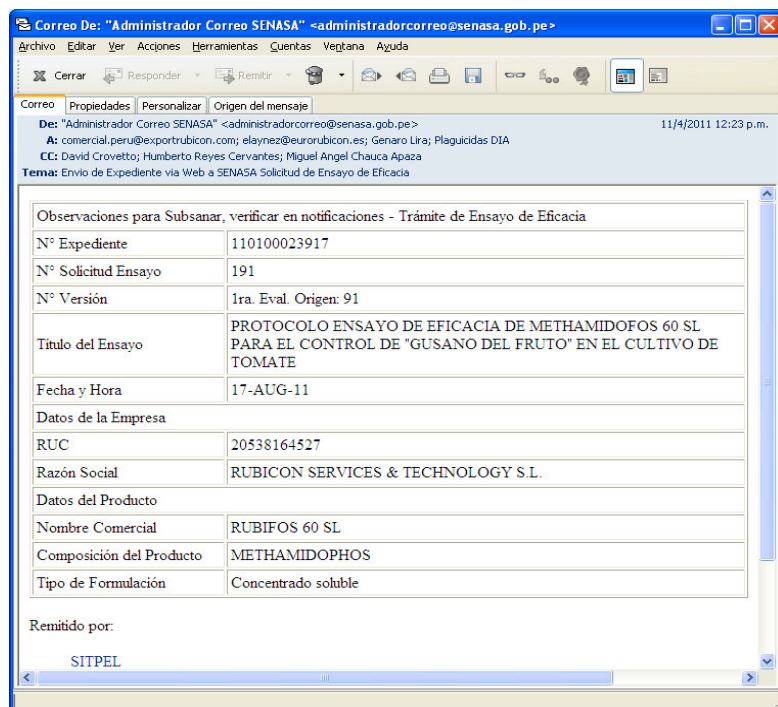 Correo De: "Administrador Correo SENASA" <administradorcorreo@senasa.gob.pe>
Archivo Editar Ver Acciones Herramientas Cuentas Ventana Ayuda
Cerrar Responder Remitir
Correo Propiedades Personalizar Origen del mensaje
De: "Administrador Correo SENASA" <administradorcorreo@senasa.gob.pe> 11/4/2011 12:23 p.m.
A: comercial.peru@exportrubicon.com; elaynez@eurorubicon.es; Genaro Lira; Plaguicidas DIA
CC: David Crovetto; Humberto Reyes Cervantes; Miguel Angel Chauca Apaza
Tema: Envio de Expediente via Web a SENASA Solicitud de Ensayo de Eficacia
Observaciones para Subsanar, verificar en notificaciones - Trámite de Ensayo de Eficacia
N° Expediente 110100023917
N° Solicitud Ensayo 191
N° Versión 1ra. Eval. Origen: 91
Titulo del Ensayo PROTOCOLO ENSAYO DE EFICACIA DE METHAMIDOFOS 60 SL
PARA EL CONTROL DE "GUSANO DEL FRUTO" EN EL CULTIVO DE
TOMATE
Fecha y Hora 17-AUG-11
Datos de la Empresa
RUC 20538164527
Razón Social RUBICON SERVICES & TECHNOLOGY S.L.
Datos del Producto
Nombre Comercial RUBIFOS 60 SL
Composición del Producto METHAMIDOPHOS
Tipo de Formulación Concentrado soluble
Remitido por:
SITPEL